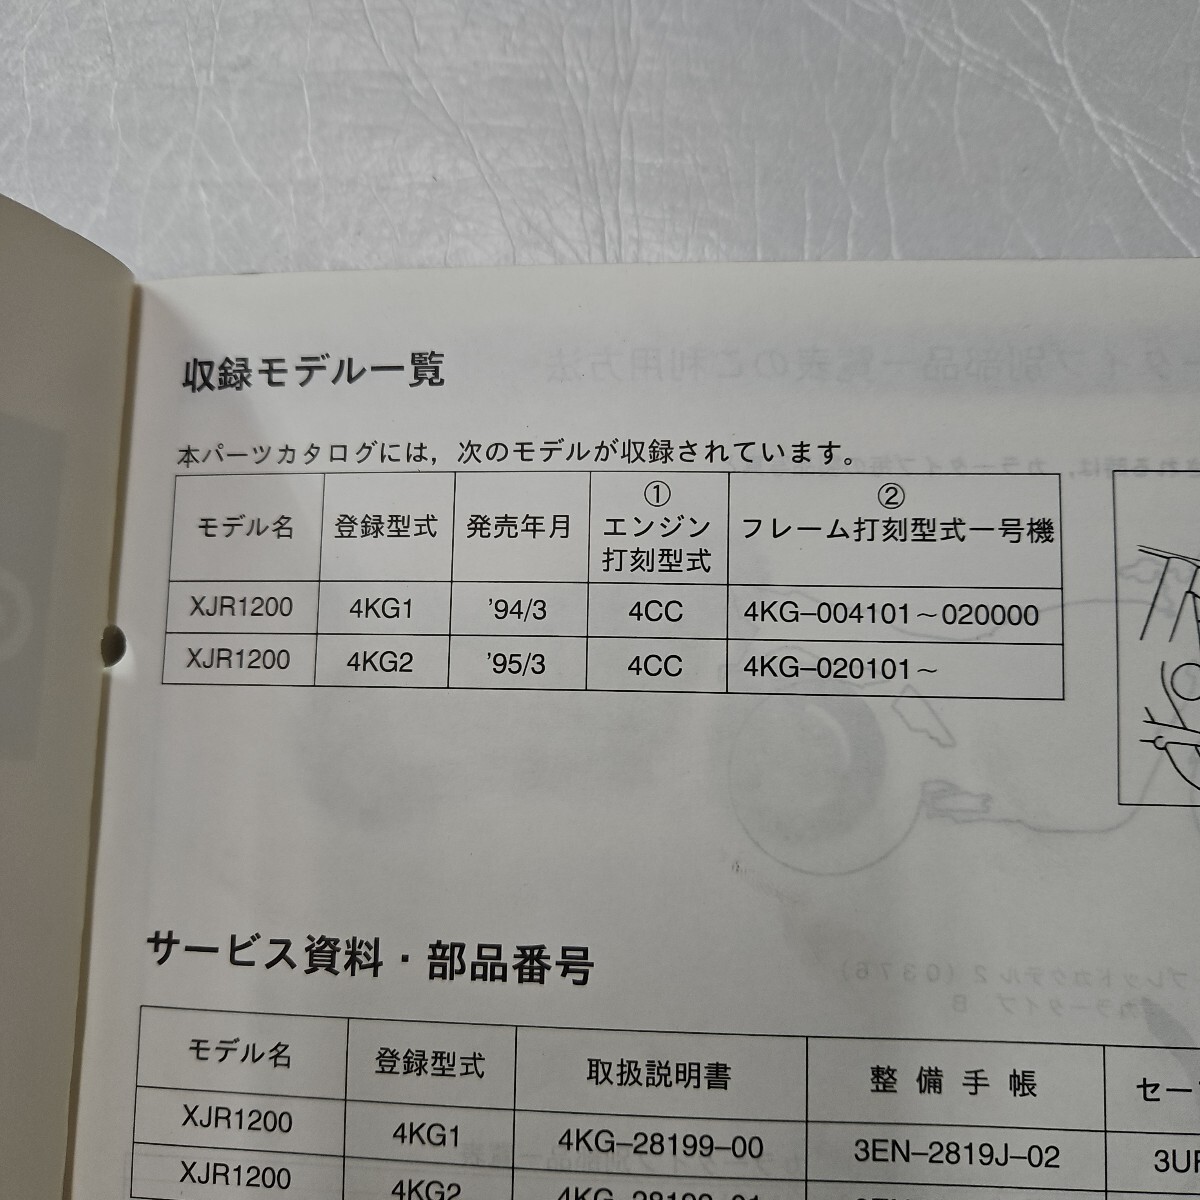 収録モデル一覧
本パーツカタログには，次のモデルが収録されています。
モデル名 登録型式 発売年月 ① エンジン 打刻型式 ② フレーム打刻型式一号機
XJR1200 4KG1 ’94/3 4CC 4KG–004101～020000
XJR1200 4KG2 ’95/3 4CC 4KG–020101～
サービス資料・部品番号
モデル名 登録型式 取扱説明書 整備手帳 セー
XJR1200 4KG1 4KG–28199–00 3EN–2819J–02 3U
XJR1200 4KG2 4KG–28199–01